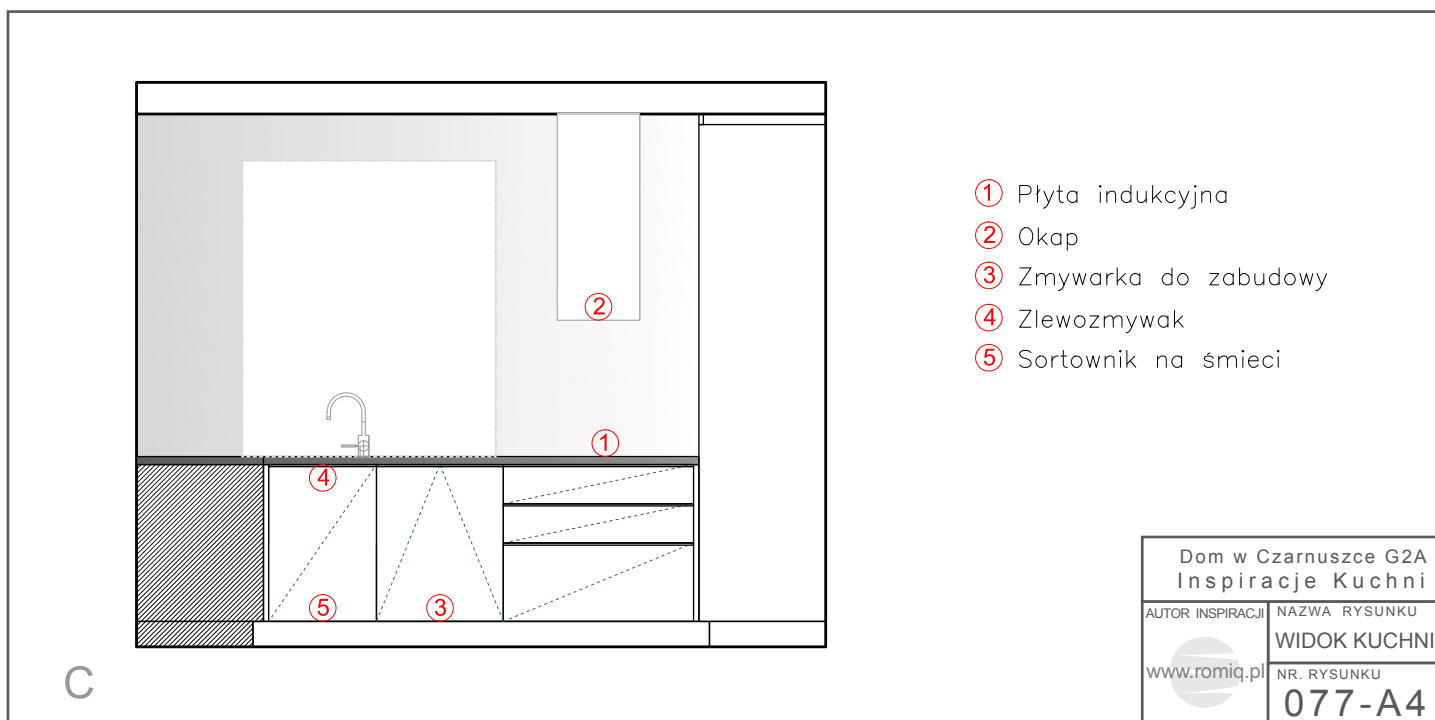 2
1
4
5
3
C
1 Płyta indukcyjna
2 Okap
3 Zmywarka do zabudowy
4 Zlewozmywak
5 Sortownik na śmieci
Dom w Czarnuszce G2A
Inspiracje Kuchni
AUTOR INSPIRACJI
www.romiq.pl
NAZWA RYSUNKU
WIDOK KUCHNI
NR. RYSUNKU
077-A4